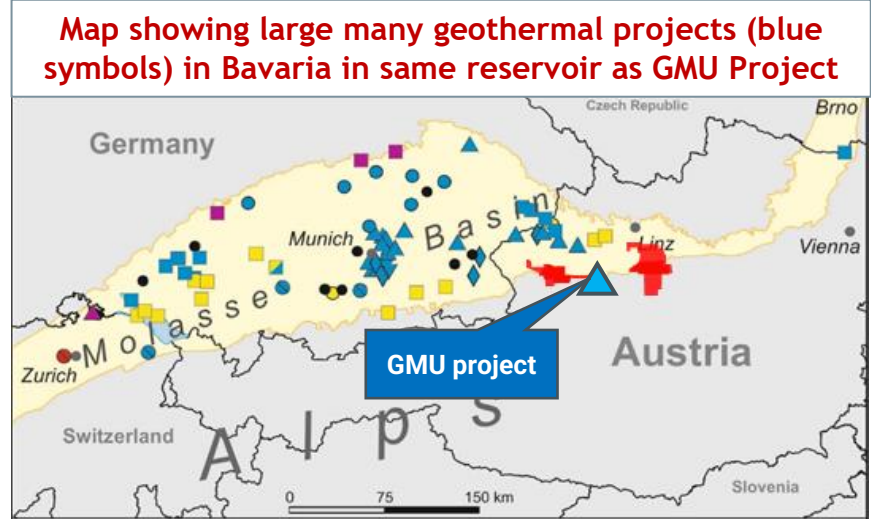 Map showing large many geothermal projects (blue
symbols) in Bavaria in same reservoir as GMU Project
Czech Republic
Brno
Germany
Munich
Basin
Linz
Vienna
Molasse
GMU project
Austria
Zurich
Switzerland
Alps
Slovenia
0 75 150 km